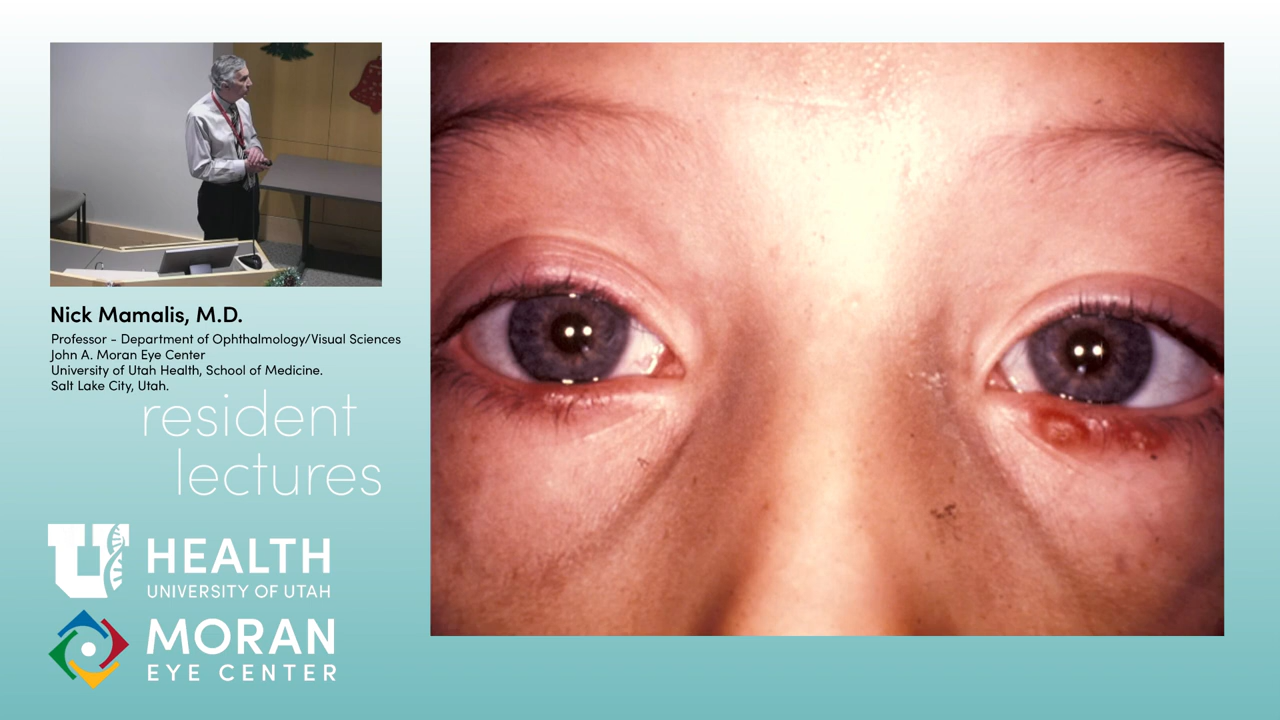 Nick Mamalis, M.D.
Professor - Department of Ophthalmology/Visual Sciences
John A. Moran Eye Center
University of Utah Health, School of Medicine.
Salt Lake City, Utah.
resident
lectures
U HEALTH
UNIVERSITY OF UTAH
MORAN
EYE CENTER